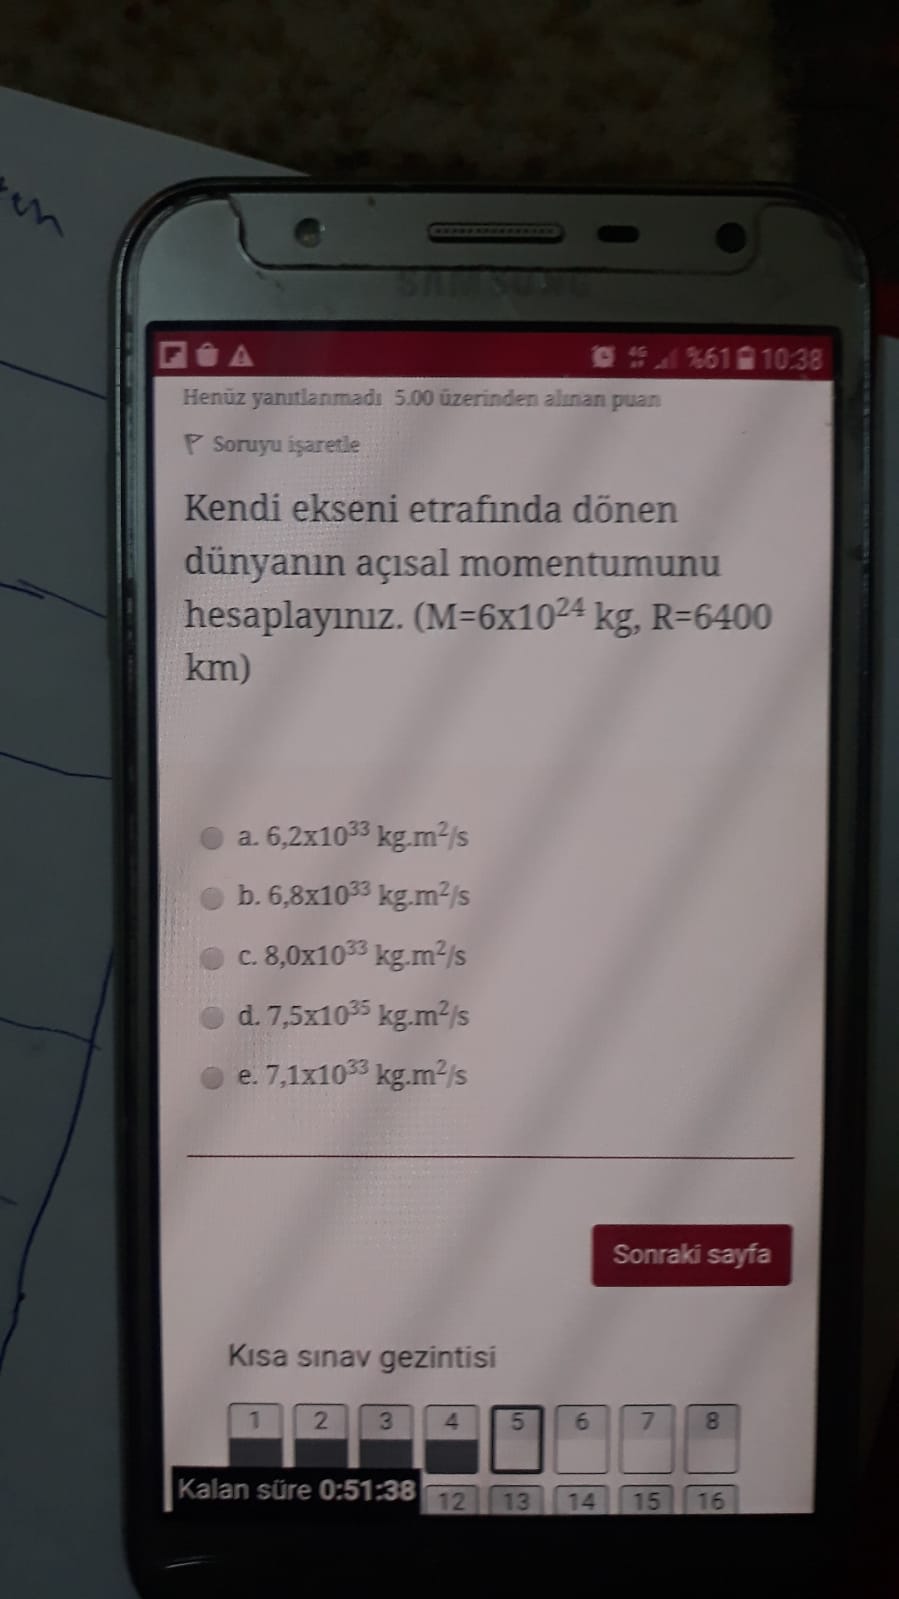 SAMSUNG
4G %61 10:38
Henüz yanıtlanmadı 5.00 üzerinden alınan puan
Soruyu işaretle
Kendi ekseni etrafında dönen
dünyanın açısal momentumunu
hesaplayınız. (M=6x10²⁴ kg, R=6400
km)
a. 6,2x10³³ kg.m²/s
b. 6,8x10³³ kg.m²/s
c. 8,0x10³³ kg.m²/s
d. 7,5x10³⁵ kg.m²/s
e. 7,1x10³³ kg.m²/s
Sonraki sayfa
Kısa sınav gezintisi
1 2 3 4 5 6 7 8
Kalan süre 0:51:38 12 13 14 15 16